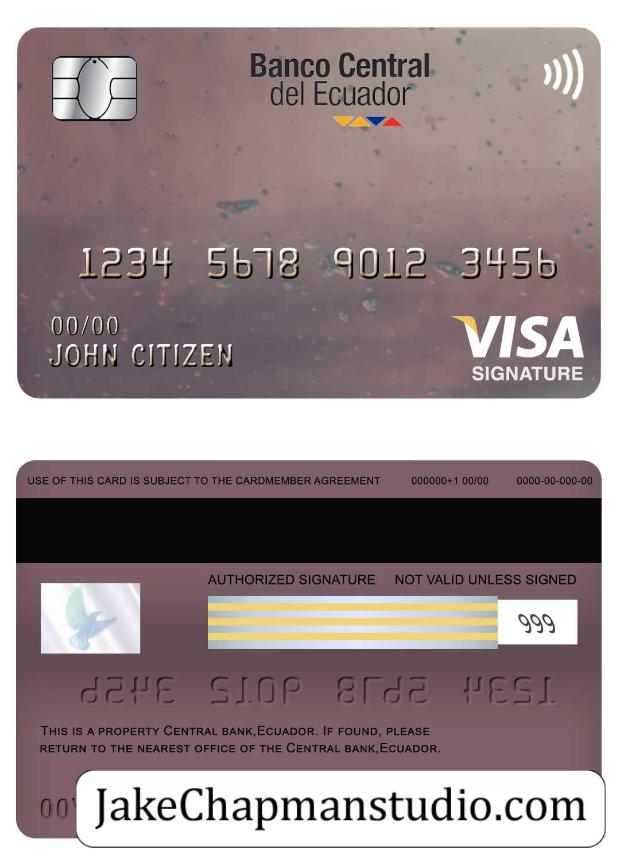 Banco Central
del Ecuador
1234 5678 9012 3456
00/00
JOHN CITIZEN
VISA
SIGNATURE
USE OF THIS CARD IS SUBJECT TO THE CARDMEMBER AGREEMENT 000000+1 00/00 0000-00-000-00
AUTHORIZED SIGNATURE NOT VALID UNLESS SIGNED
999
THIS IS A PROPERTY CENTRAL BANK,ECUADOR. IF FOUND, PLEASE
RETURN TO THE NEAREST OFFICE OF THE CENTRAL BANK,ECUADOR.
JakeChapmanstudio.com